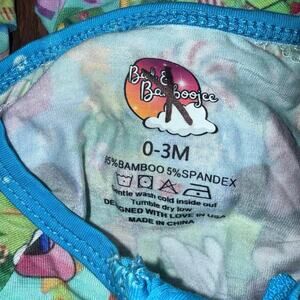 Bamboojee
0-3M
95%BAMBOO 5%SPANDEX
Gentle wash cold inside out
Tumble dry low
DESIGNED WITH LOVE IN USA
MADE IN CHINA